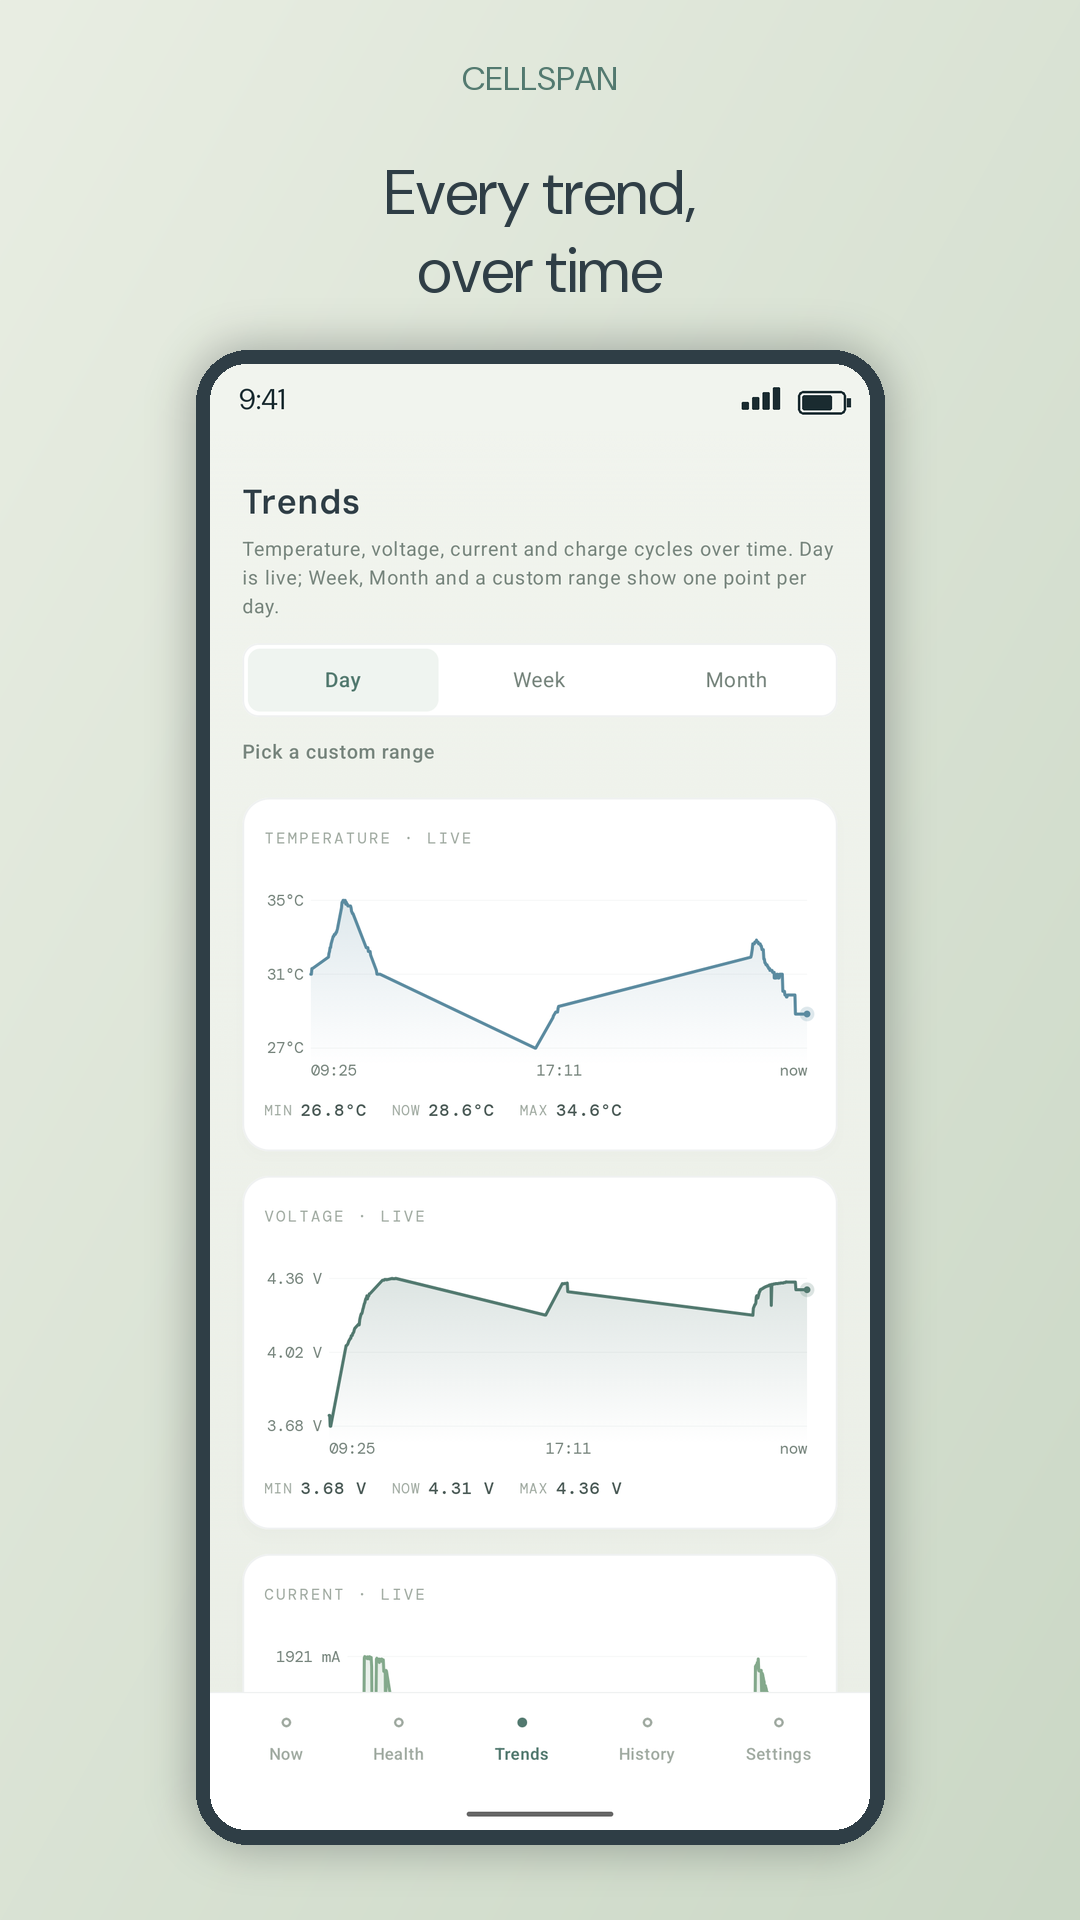 CELLSPAN
Every trend,
over time
9:41
Trends
Temperature, voltage, current and charge cycles over time. Day
is live; Week, Month and a custom range show one point per
day.
Day Week Month
Pick a custom range
TEMPERATURE · LIVE
35°C
31°C
27°C
09:25 17:11 now
MIN 26.8°C NOW 28.6°C MAX 34.6°C
VOLTAGE · LIVE
4.36 V
4.02 V
3.68 V
09:25 17:11 now
MIN 3.68 V NOW 4.31 V MAX 4.36 V
CURRENT · LIVE
1921 mA
Now Health Trends History Settings